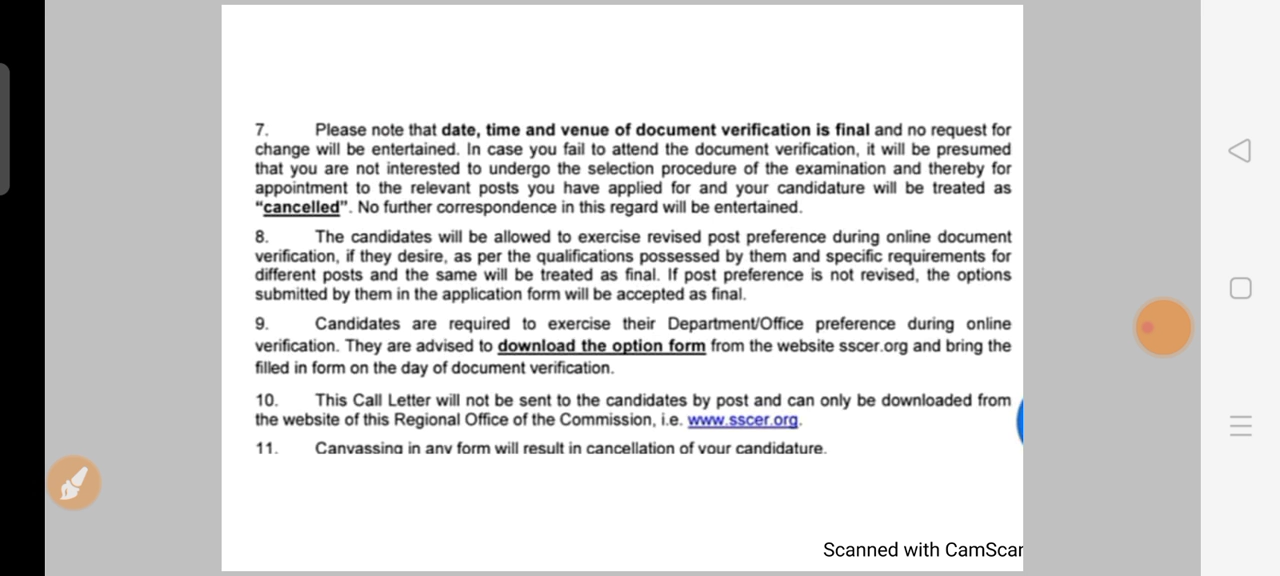 7. Please note that date, time and venue of document verification is final and no request for
change will be entertained. In case you fail to attend the document verification, it will be presumed
that you are not interested to undergo the selection procedure of the examination and thereby for
appointment to the relevant posts you have applied for and your candidature will be treated as
“cancelled”. No further correspondence in this regard will be entertained.
8. The candidates will be allowed to exercise revised post preference during online document
verification, if they desire, as per the qualifications possessed by them and specific requirements for
different posts and the same will be treated as final. If post preference is not revised, the options
submitted by them in the application form will be accepted as final.
9. Candidates are required to exercise their Department/Office preference during online
verification. They are advised to download the option form from the website sscer.org and bring the
filled in form on the day of document verification.
10. This Call Letter will not be sent to the candidates by post and can only be downloaded from
the website of this Regional Office of the Commission, i.e. www.sscer.org.
11. Canvassing in any form will result in cancellation of your candidature.
Scanned with CamScar